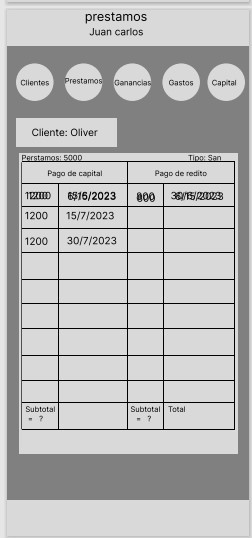 prestamos
Juan carlos
Clientes Prestamos Ganancias Gastos Capital
Cliente: Oliver
Perstamos: 5000 Tipo: San
Pago de capital Pago de redito
1200 15/7/2023
1200 30/7/2023
Subtotal Subtotal Total
= ? = ?